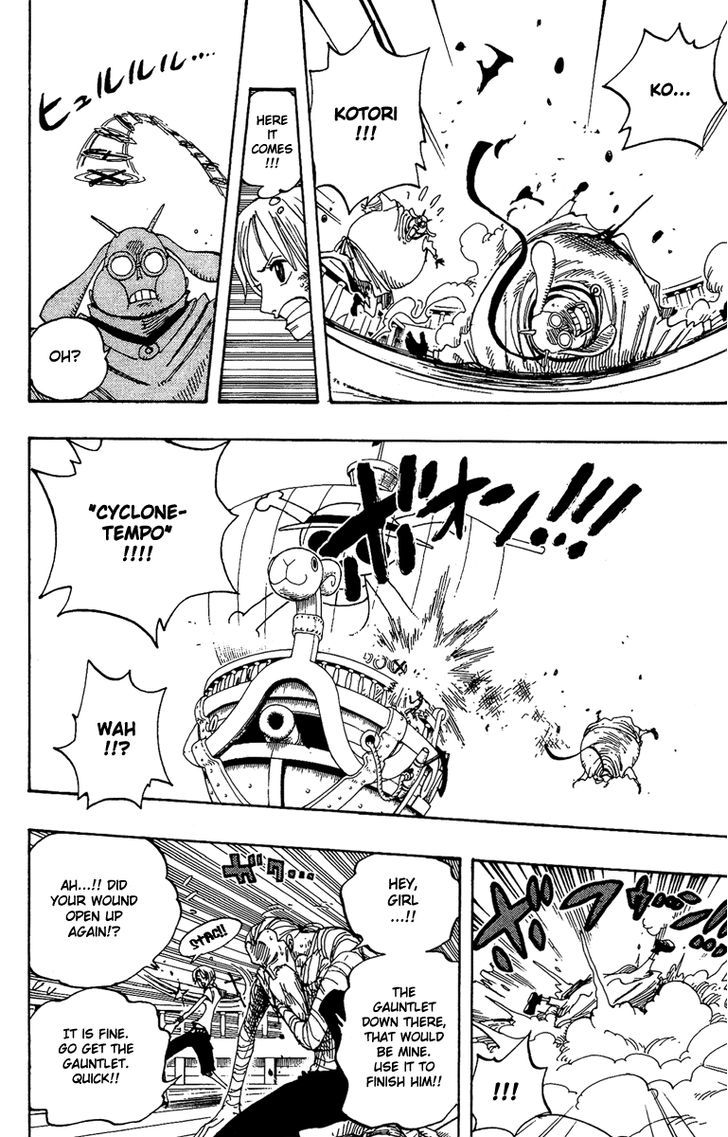 KO...
KOTORI
!!!
HERE
IT
COMES
!!!
ヒュルルルル....
OH?
"CYCLONE-
TEMPO"
!!!!
ボオン..!!!
WAH
!!?
!!!
HEY,
GIRL
...!!
THE
GAUNTLET
DOWN THERE,
THAT WOULD
BE MINE.
USE IT TO
FINISH HIM!!
STAG!!
AH...!! DID
YOUR WOUND
OPEN UP
AGAIN!?
IT IS FINE.
GO GET THE
GAUNTLET.
QUICK!!